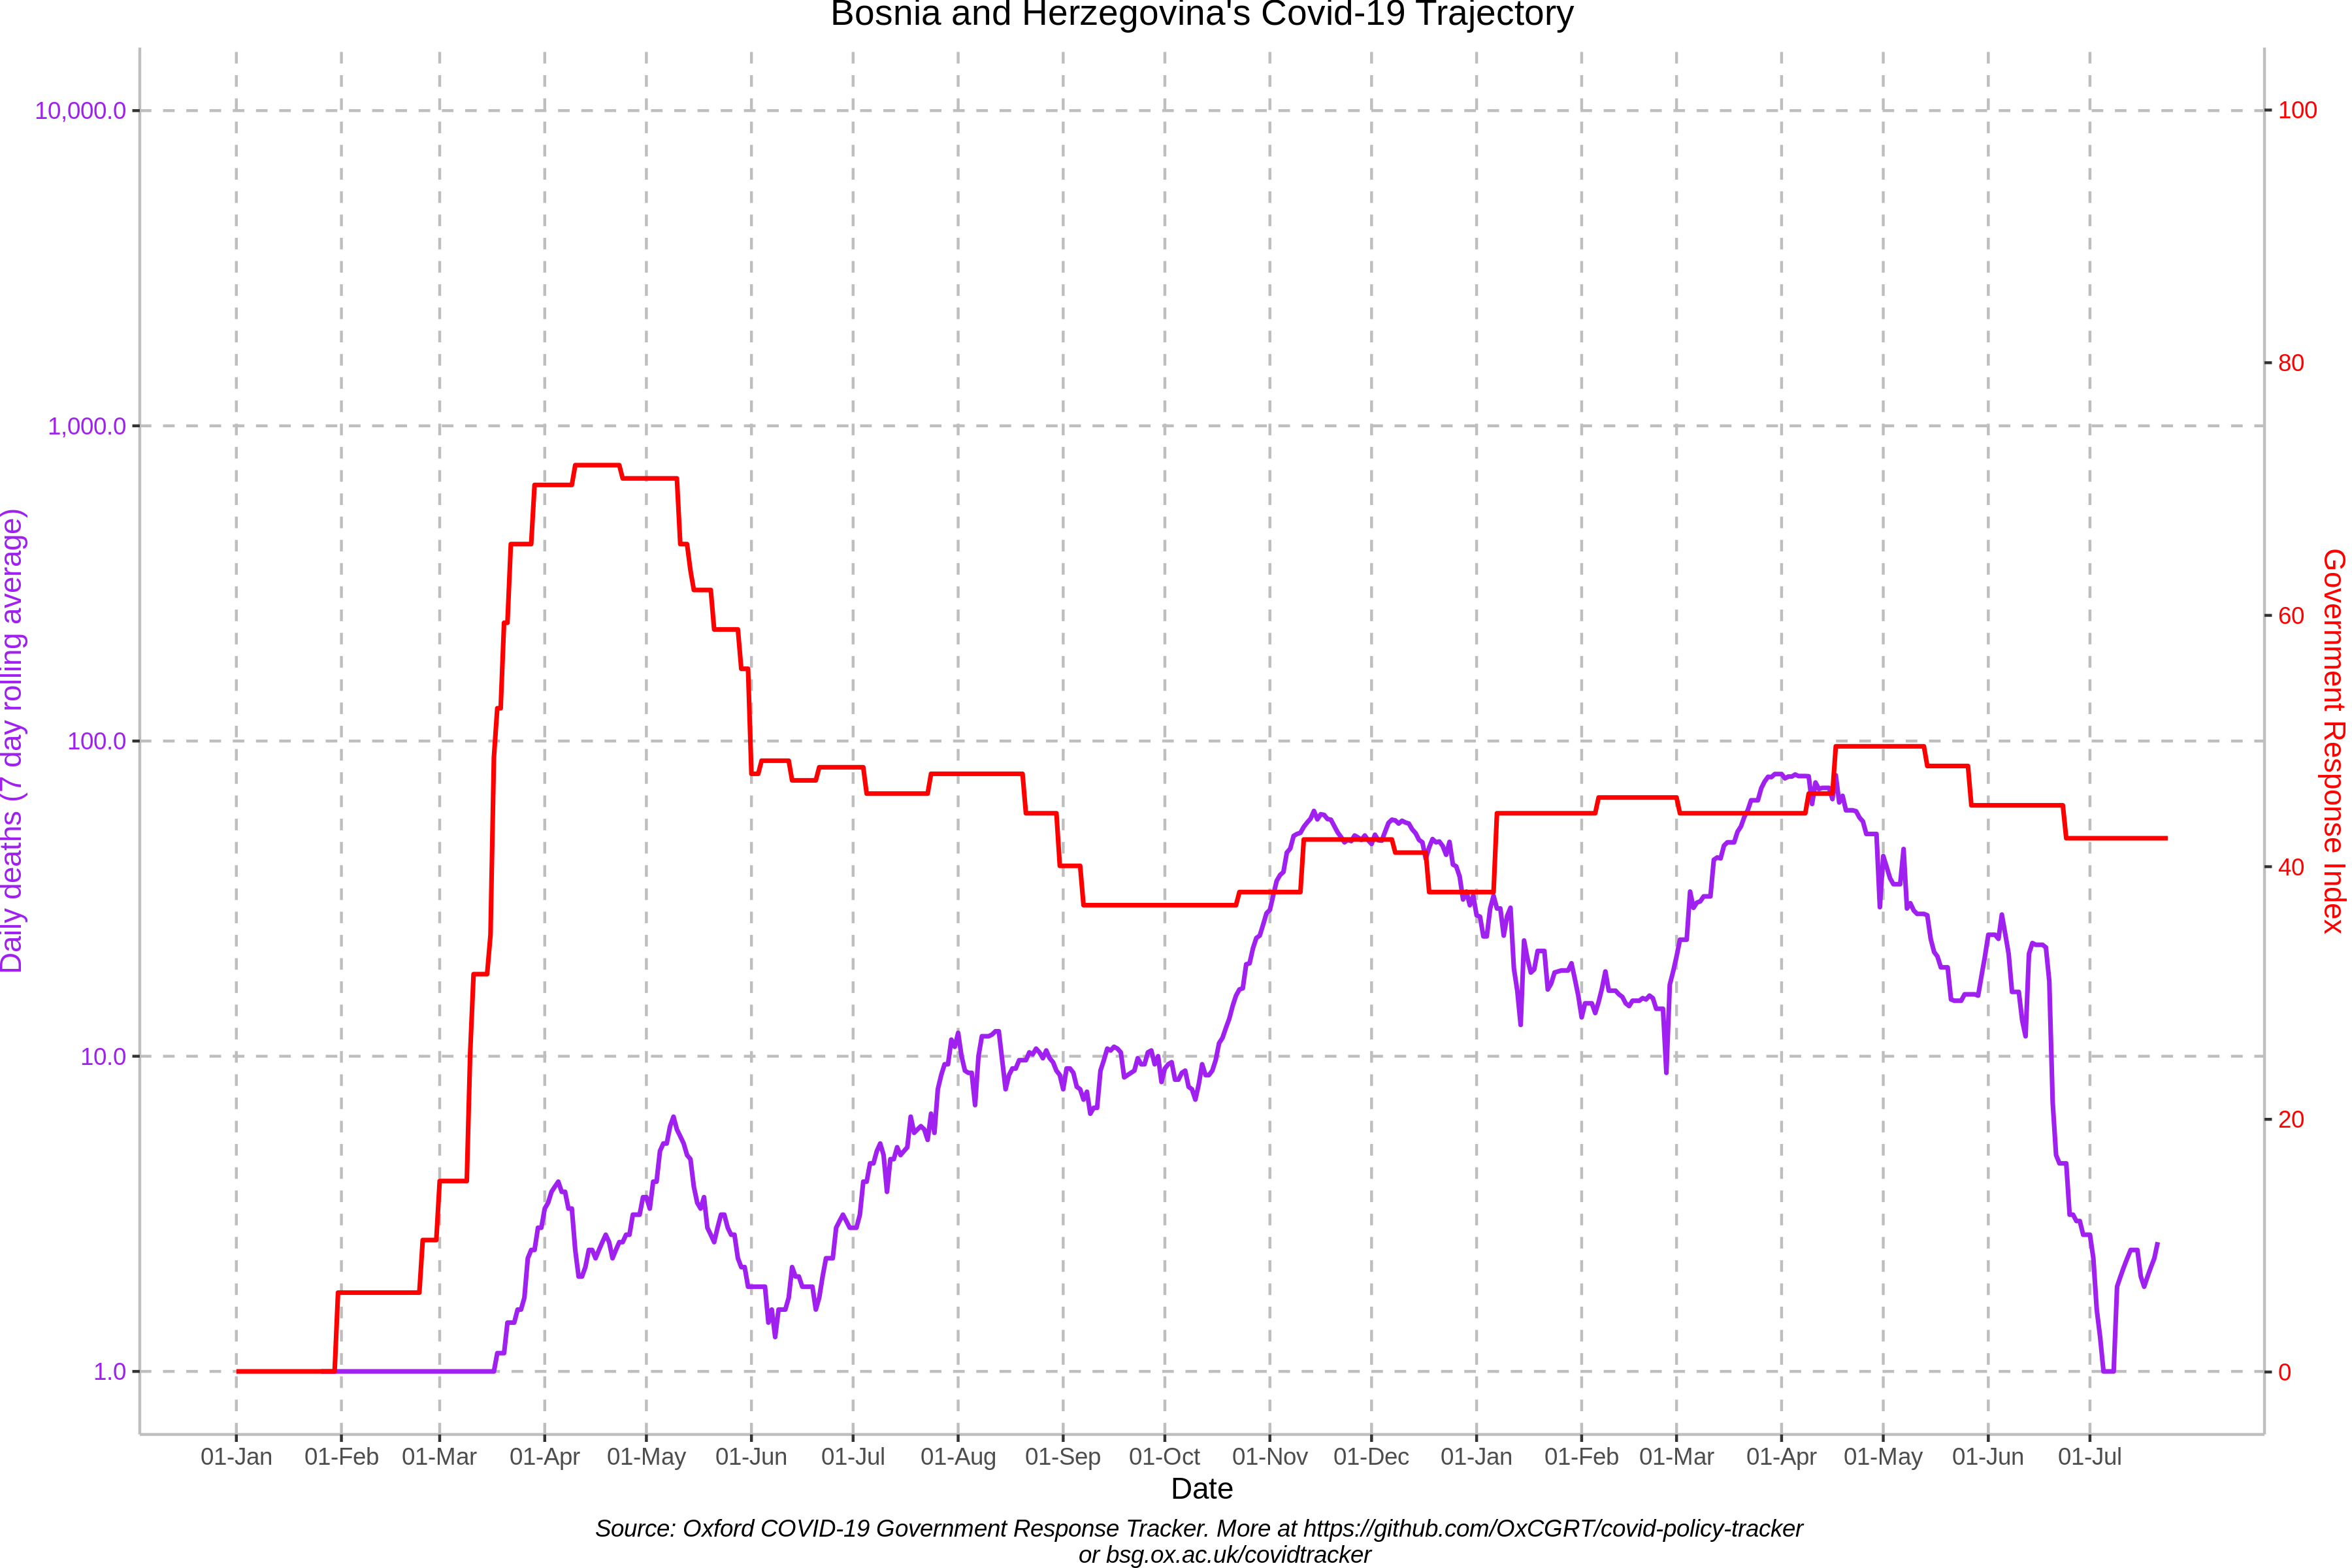 Bosnia and Herzegovina's Covid-19 Trajectory
10,000.0
1,000.0
100.0
10.0
1.0
Daily deaths (7 day rolling average)
100
80
60
40
20
0
Government Response Index
01-Jan 01-Feb 01-Mar 01-Apr 01-May 01-Jun 01-Jul 01-Aug 01-Sep 01-Oct 01-Nov 01-Dec 01-Jan 01-Feb 01-Mar 01-Apr 01-May 01-Jun 01-Jul
Date
Source: Oxford COVID-19 Government Response Tracker. More at https://github.com/OxCGRT/covid-policy-tracker
or bsg.ox.ac.uk/covidtracker